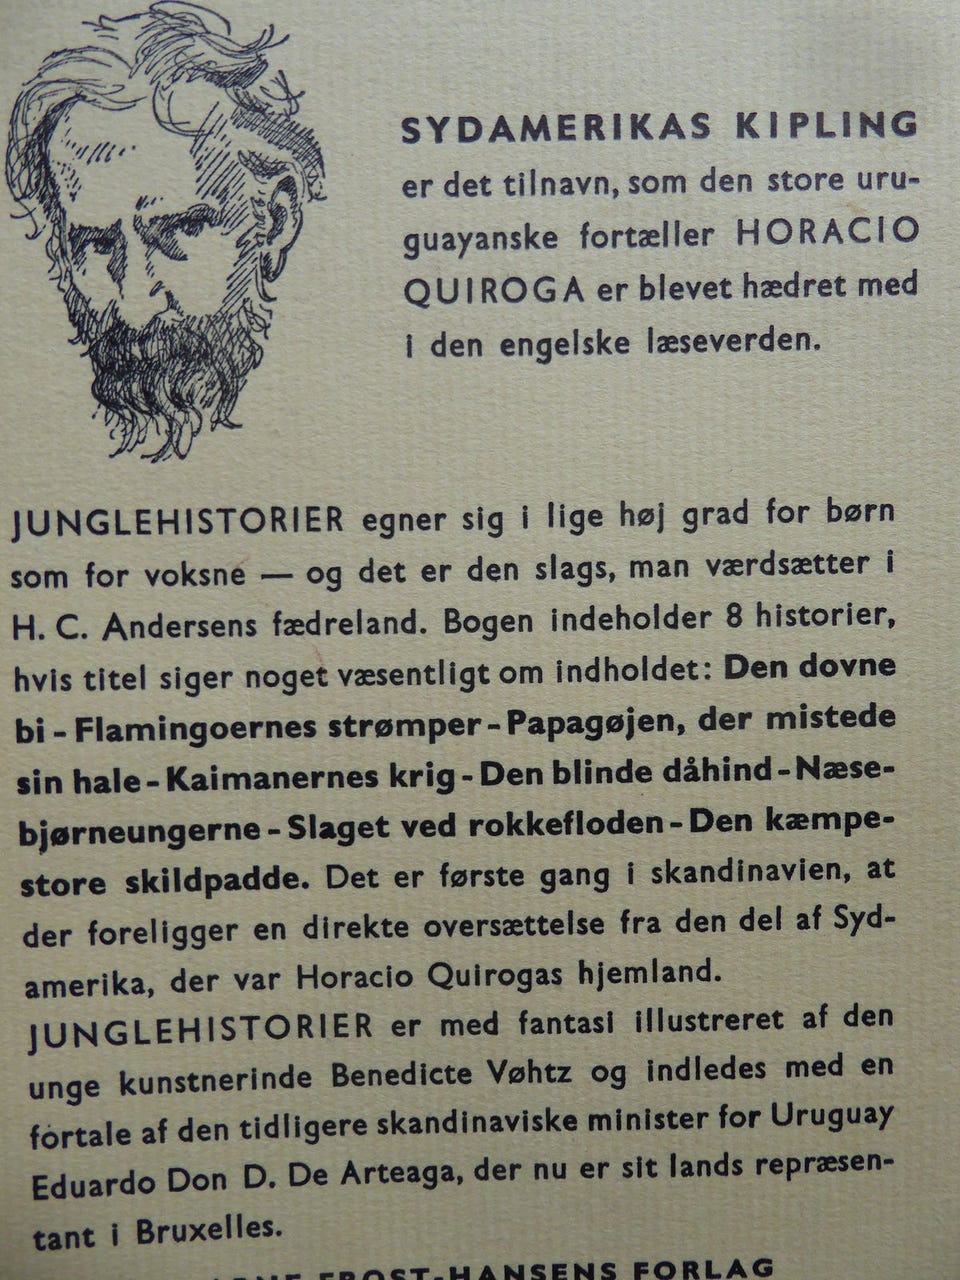 SYDAMERIKAS KIPLING
er det tilnavn, som den store uru-
guayanske fortæller HORACIO
QUIROGA er blevet hædret med
i den engelske læseverden.
JUNGLEHISTORIER egner sig i lige høj grad for børn
som for voksne — og det er den slags, man værdsætter i
H. C. Andersens fædreland. Bogen indeholder 8 historier,
hvis titel siger noget væsentligt om indholdet: Den dovne
bi - Flamingoernes strømper - Papagøjen, der mistede
sin hale - Kaimanernes krig - Den blinde dåhind - Næse-
bjørneungerne - Slaget ved rokkefloden - Den kæmpe-
store skildpadde. Det er første gang i skandinavien, at
der foreligger en direkte oversættelse fra den del af Syd-
amerika, der var Horacio Quirogas hjemland.
JUNGLEHISTORIER er med fantasi illustreret af den
unge kunstnerinde Benedicte Vøhtz og indledes med en
fortale af den tidligere skandinaviske minister for Uruguay
Eduardo Don D. De Arteaga, der nu er sit lands repræsen-
tant i Bruxelles.
FROST-HANSENS FORLAG